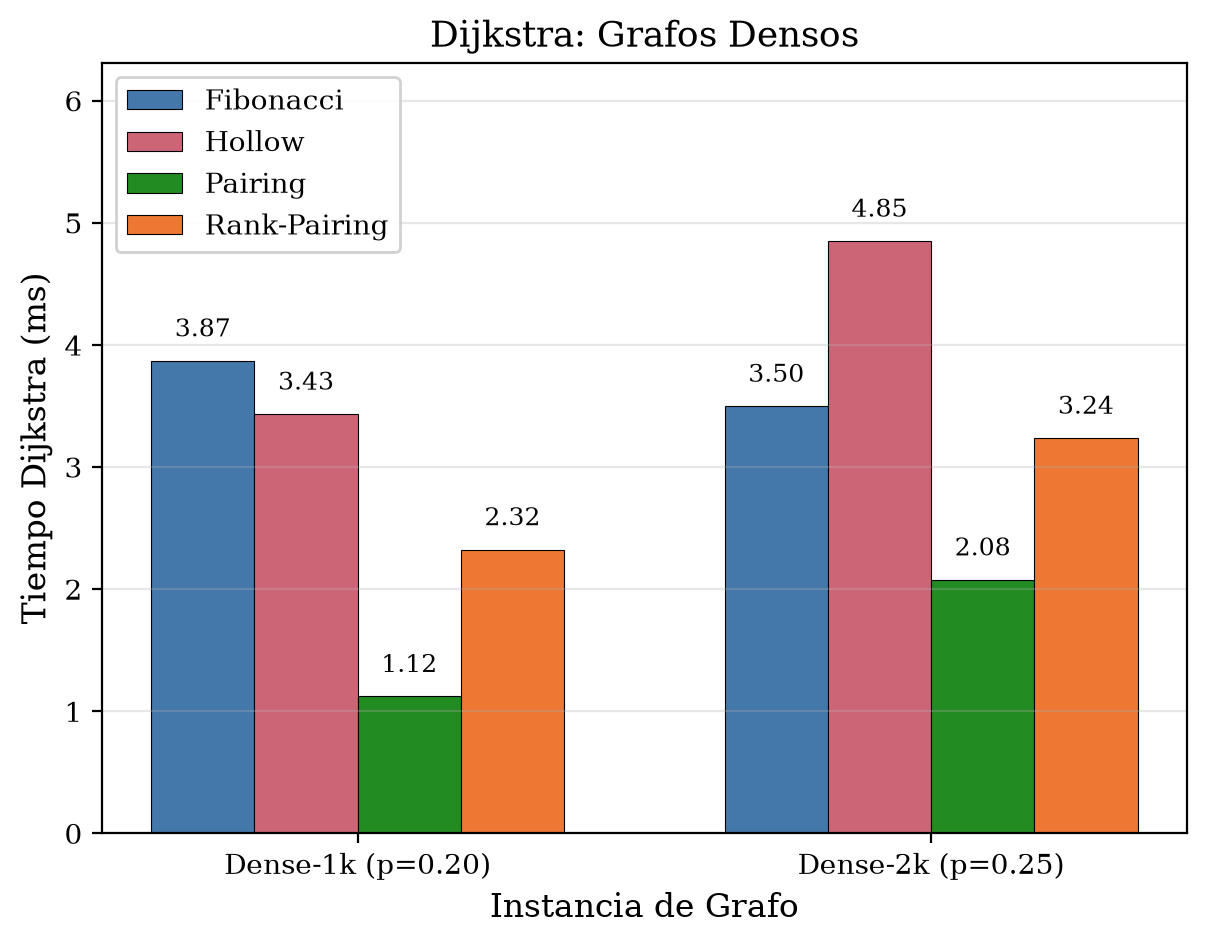 Dijkstra: Grafos Densos
Fibonacci
Hollow
Pairing
Rank-Pairing
Tiempo Dijkstra (ms)
6
5
4
3
2
1
0
3.87
3.43
1.12
2.32
3.50
4.85
2.08
3.24
Dense-1k (p=0.20)
Dense-2k (p=0.25)
Instancia de Grafo